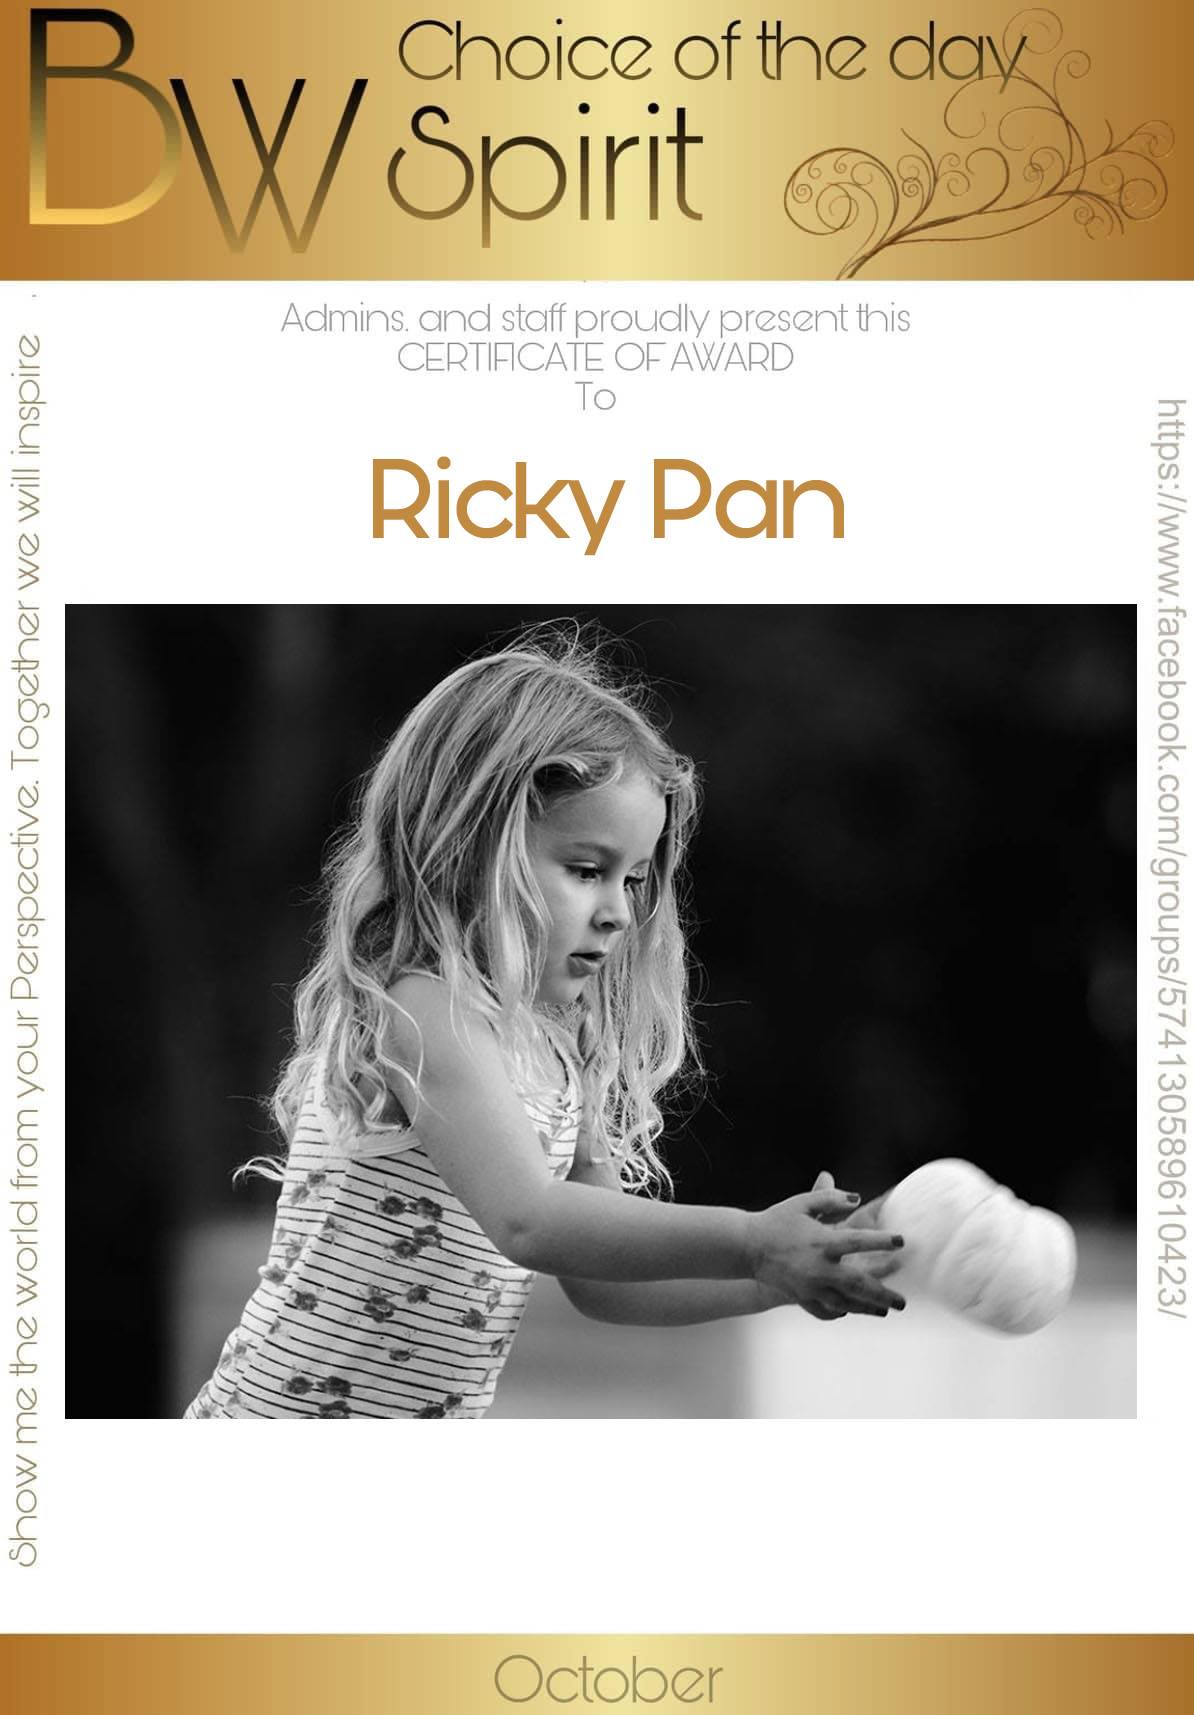 BW
Choice of the day
Spirit
Admins. and staff proudly present this
CERTIFICATE OF AWARD
To
Ricky Pan
Show me the world from your Perspective. Together we will inspire
https://www.facebook.com/groups/574130589610423/
October